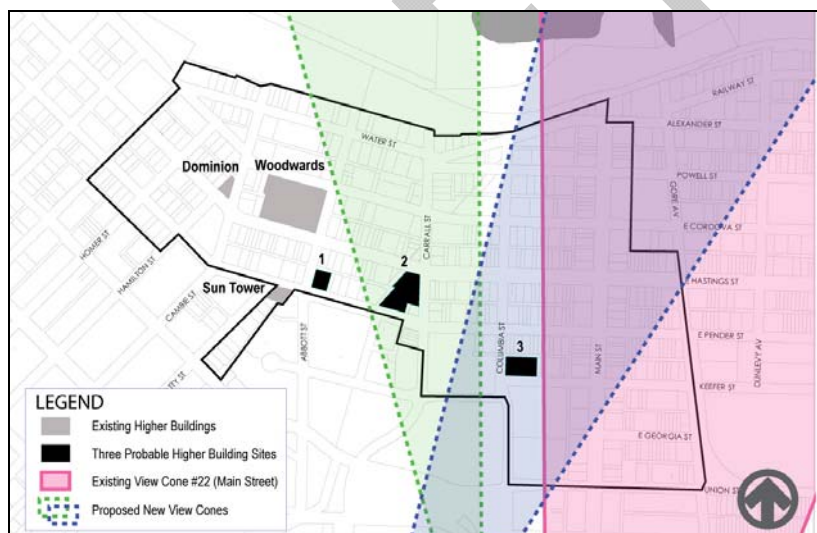 RAILWAY ST
ALEXANDER ST
WATER ST
Dominion
Woodwards
POWELL ST
GORE AV
E CORDOVA ST
CARRALL ST
HOMER ST
HAMILTON ST
CAMBIE ST
1
2
Sun Tower
E HASTINGS ST
ABBOTT ST
COLUMBIA ST
3
MAIN ST
E PENDER ST
DUNLEVY AV
KEEFER ST
E GEORGIA ST
UNION ST
LEGEND
Existing Higher Buildings
Three Probable Higher Building Sites
Existing View Cone #22 (Main Street)
Proposed New View Cones